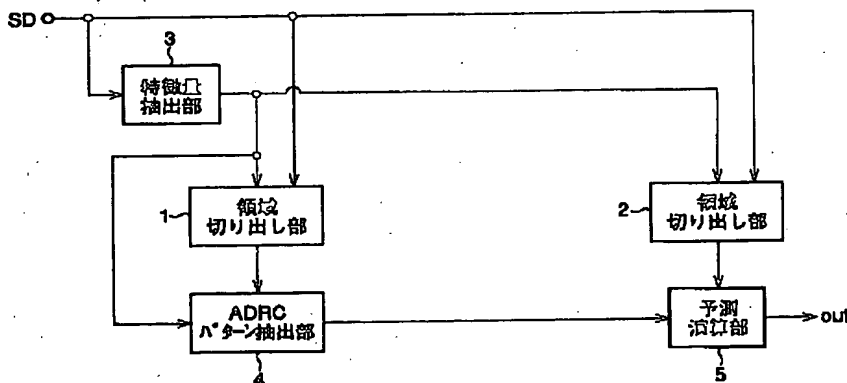 SD
3
特徴量
抽出部
1
領域
切り出し部
2
領域
切り出し部
ADRC
パターン抽出部
4
予測
演算部
5
out